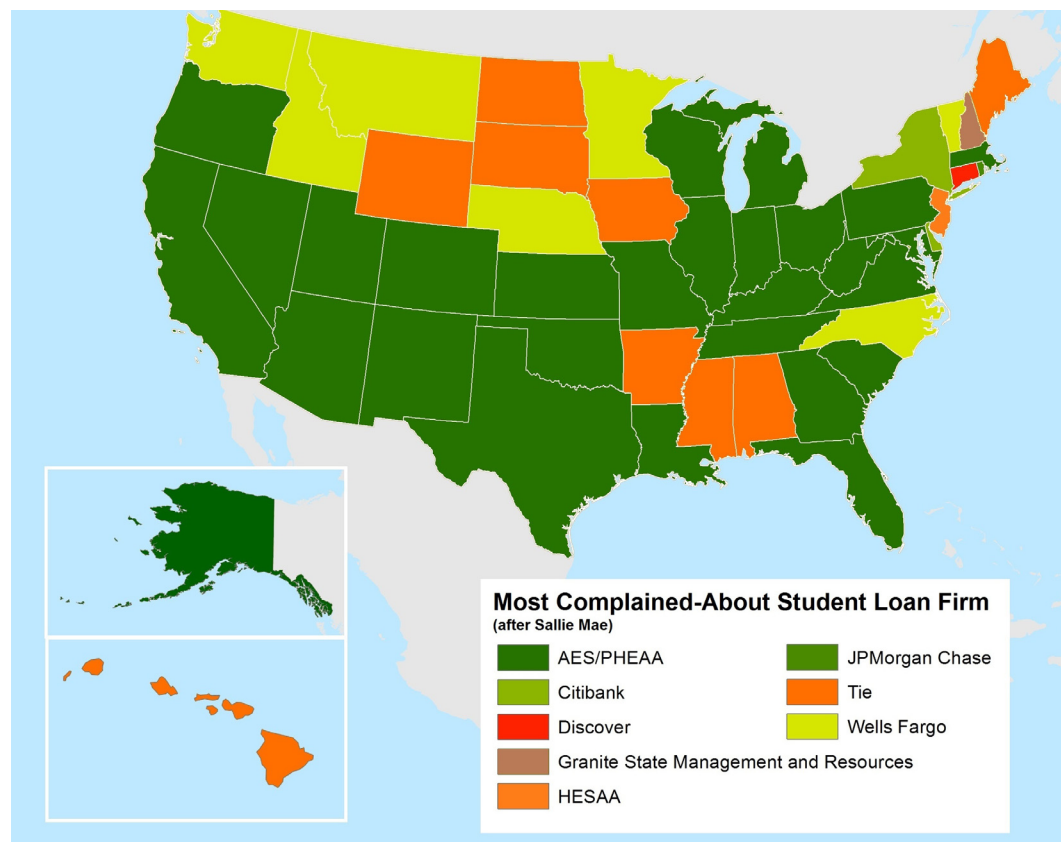 Most Complained-About Student Loan Firm
(after Sallie Mae)
AES/PHEAA
JPMorgan Chase
Citibank
Tie
Discover
Wells Fargo
Granite State Management and Resources
HESAA